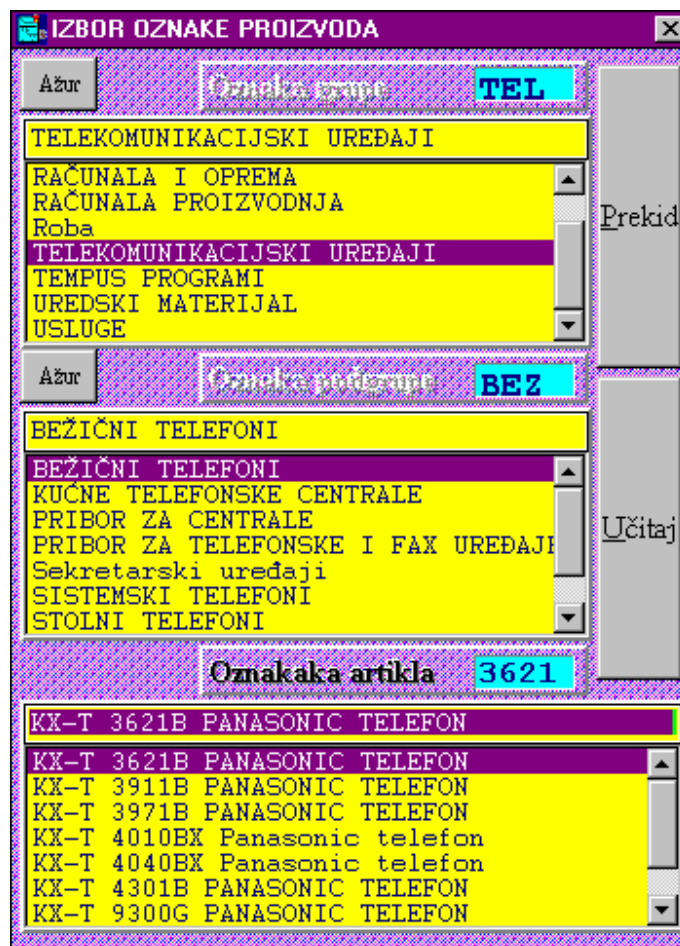 IZBOR OZNAKE PROIZVODA
Ažur
Oznaka grupe
TEL
TELEKOMUNIKACIJSKI UREĐAJI
RAČUNALA I OPREMA
RAČUNALA PROIZVODNJA
Roba
TELEKOMUNIKACIJSKI UREĐAJI
TEMPUS PROGRAMI
UREDSKI MATERIJAL
USLUGE
Prekid
Ažur
Oznaka podgrupe
BEZ
BEŽIČNI TELEFONI
BEŽIČNI TELEFONI
KUĆNE TELEFONSKE CENTRALE
PRIBOR ZA CENTRALE
PRIBOR ZA TELEFONSKE I FAX UREĐAJE
Sekretarski uređaji
SISTEMSKI TELEFONI
STOLNI TELEFONI
Učitaj
Oznakaka artikla
3621
KX-T 3621B PANASONIC TELEFON
KX-T 3621B PANASONIC TELEFON
KX-T 3911B PANASONIC TELEFON
KX-T 3971B PANASONIC TELEFON
KX-T 4010BX Panasonic telefon
KX-T 4040BX Panasonic telefon
KX-T 4301B PANASONIC TELEFON
KX-T 9300G PANASONIC TELEFON